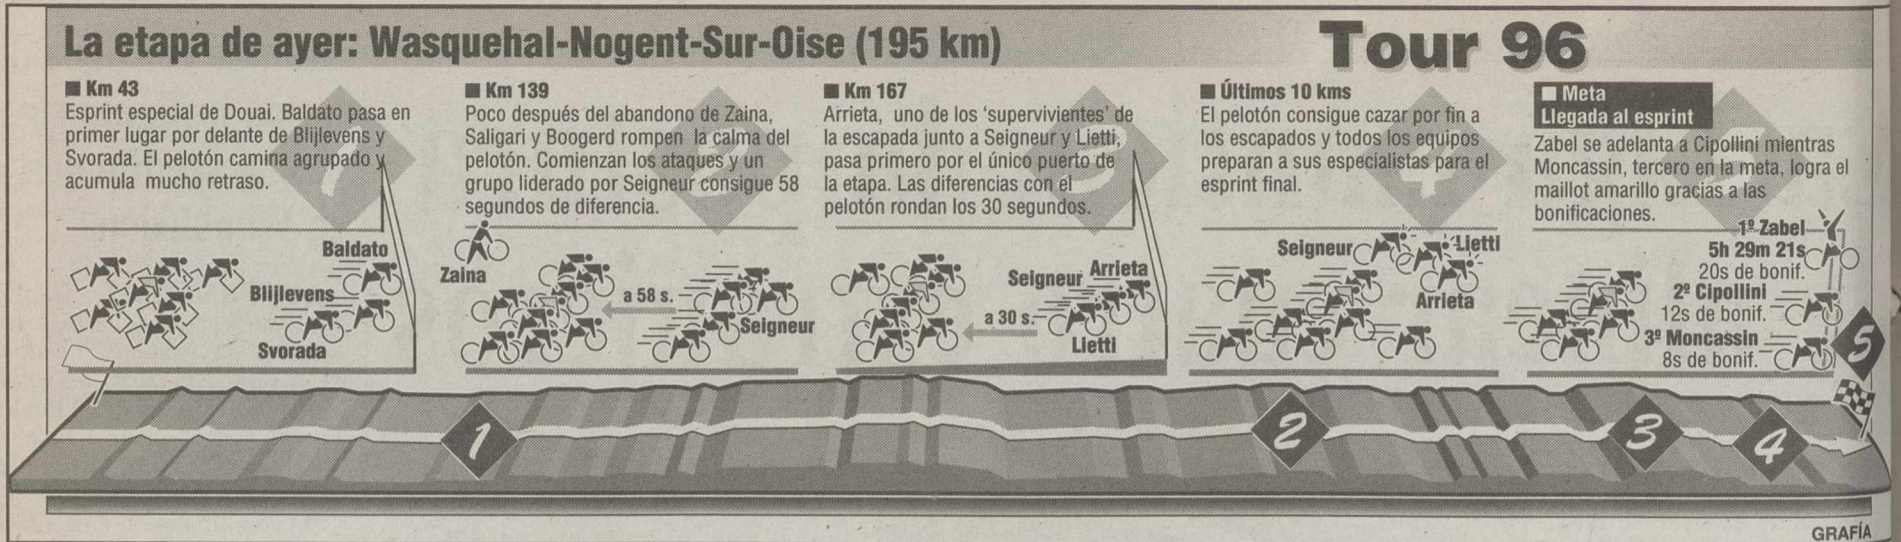 La etapa de ayer: Wasquehal-Nogent-Sur-Oise (195 km)
Tour 96
■ Km 43
Esprint especial de Douai. Baldato pasa en
primer lugar por delante de Blijlevens y
Svorada. El pelotón camina agrupado y
acumula mucho retraso.
1
Baldato
Blijlevens
Svorada
■ Km 139
Poco después del abandono de Zaina,
Saligari y Boogerd rompen la calma del
pelotón. Comienzan los ataques y un
grupo liderado por Seigneur consigue 58
segundos de diferencia.
2
Zaina
a 58 s.
Seigneur
■ Km 167
Arrieta, uno de los 'supervivientes' de
la escapada junto a Seigneur y Lietti,
pasa primero por el único puerto de
la etapa. Las diferencias con el
pelotón rondan los 30 segundos.
3
Seigneur
Arrieta
a 30 s.
Lietti
■ Últimos 10 kms
El pelotón consigue cazar por fin a
los escapados y todos los equipos
preparan a sus especialistas para el
esprint final.
4
Seigneur
Lietti
Arrieta
■ Meta
Llegada al esprint
Zabel se adelanta a Cipollini mientras
Moncassin, tercero en la meta, logra el
maillot amarillo gracias a las
bonificaciones.
1º Zabel
5h 29m 21s
20s de bonif.
2º Cipollini
12s de bonif.
3º Moncassin
8s de bonif.
5
1
2
3
4
GRAFÍA